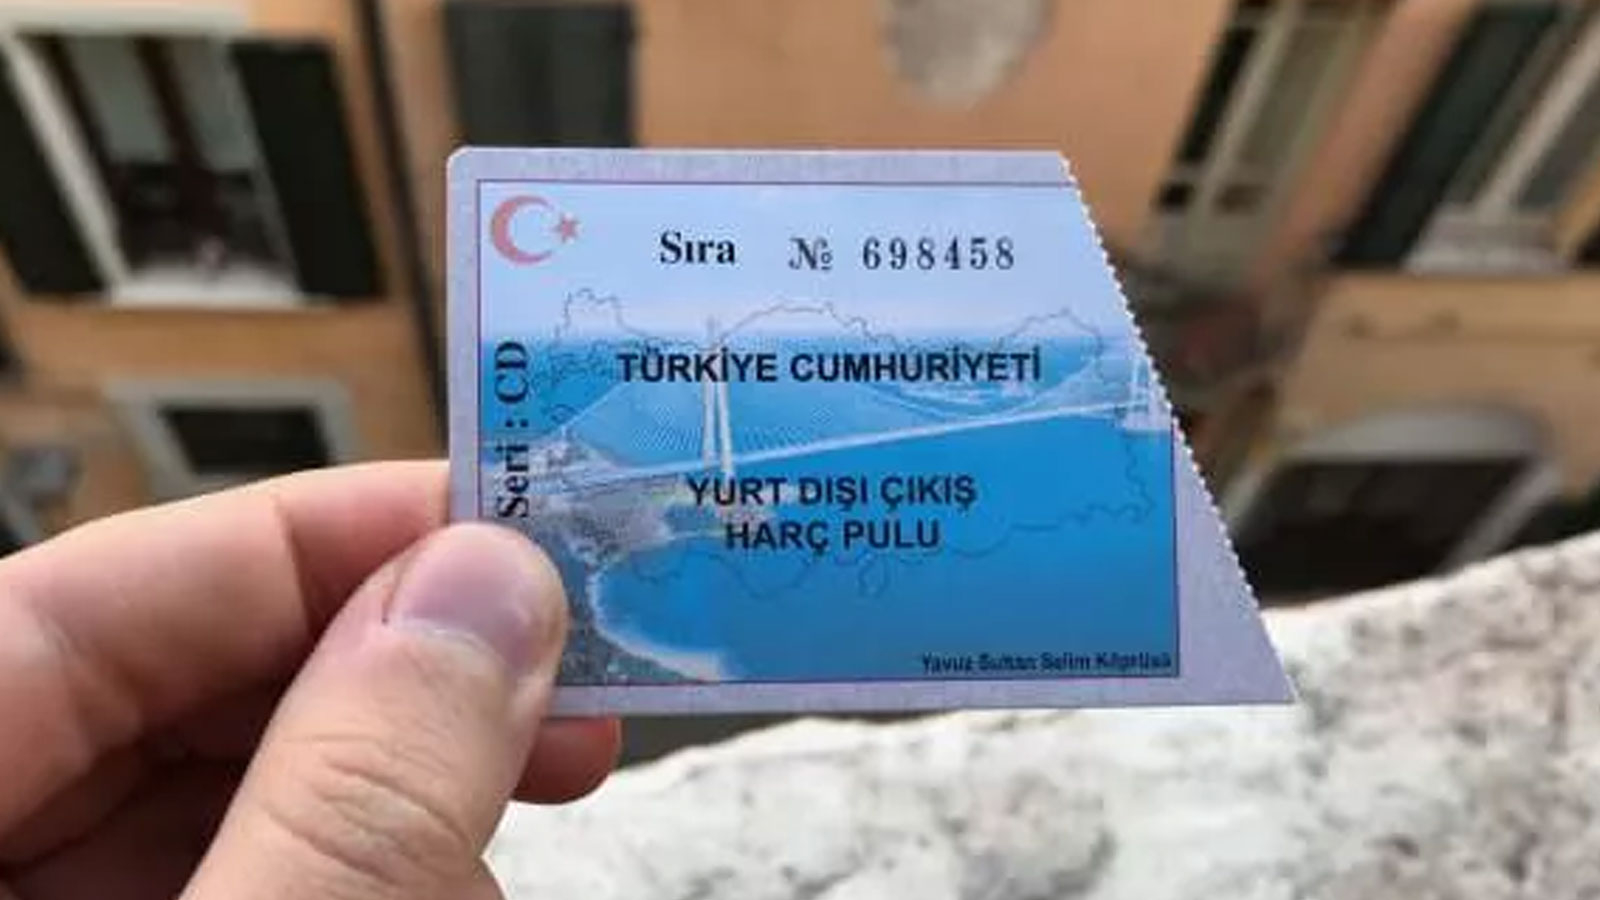 Sıra № 698458
Seri : CD
TÜRKİYE CUMHURİYETİ
YURT DIŞI ÇIKIŞ
HARÇ PULU
Yavuz Sultan Selim Köprüsü